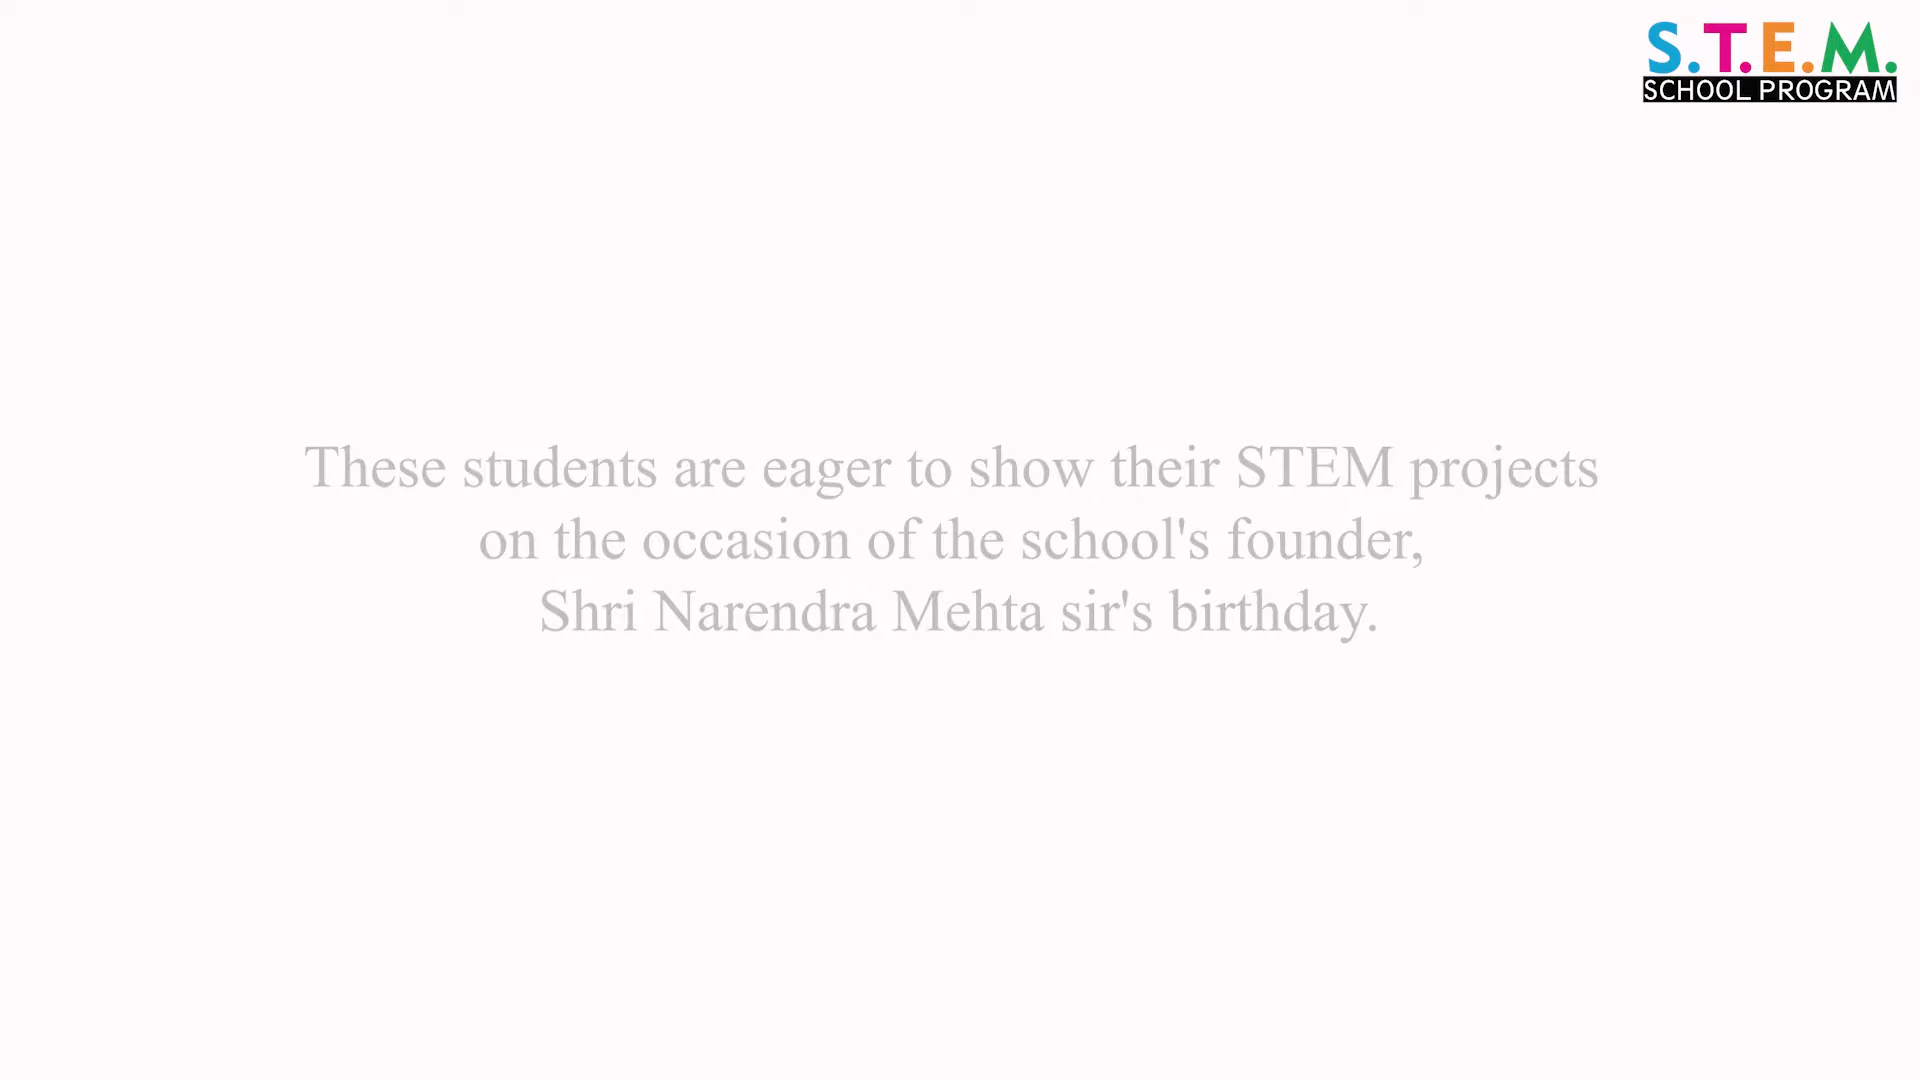 S.T.E.M.
SCHOOL PROGRAM
These students are eager to show their STEM projects
on the occasion of the school's founder,
Shri Narendra Mehta sir's birthday.